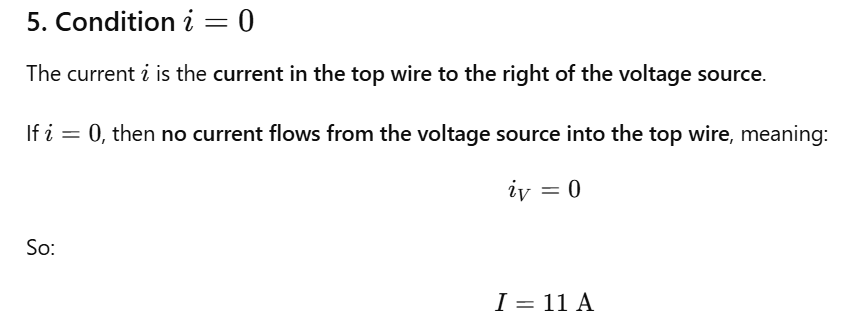 5. Condition i = 0
The current i is the current in the top wire to the right of the voltage source.
If i = 0, then no current flows from the voltage source into the top wire, meaning:
i_V = 0
So:
I = 11 A